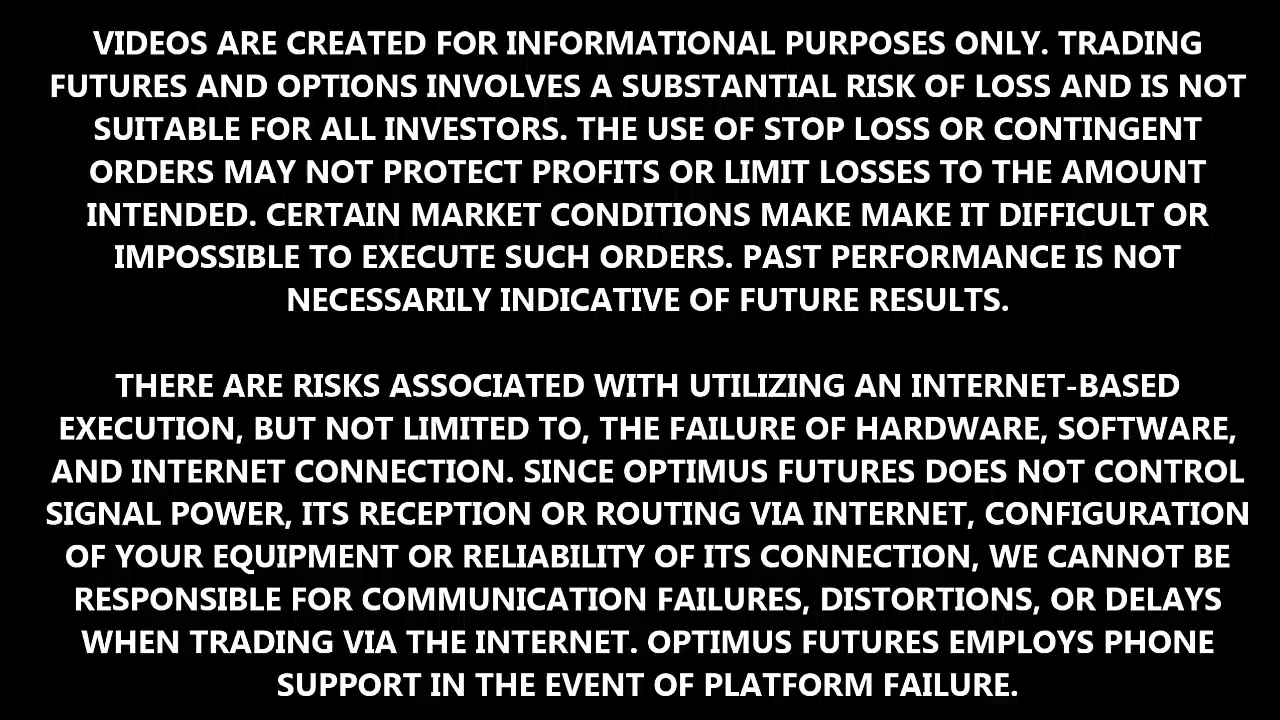 VIDEOS ARE CREATED FOR INFORMATIONAL PURPOSES ONLY. TRADING
FUTURES AND OPTIONS INVOLVES A SUBSTANTIAL RISK OF LOSS AND IS NOT
SUITABLE FOR ALL INVESTORS. THE USE OF STOP LOSS OR CONTINGENT
ORDERS MAY NOT PROTECT PROFITS OR LIMIT LOSSES TO THE AMOUNT
INTENDED. CERTAIN MARKET CONDITIONS MAKE MAKE IT DIFFICULT OR
IMPOSSIBLE TO EXECUTE SUCH ORDERS. PAST PERFORMANCE IS NOT
NECESSARILY INDICATIVE OF FUTURE RESULTS.
THERE ARE RISKS ASSOCIATED WITH UTILIZING AN INTERNET-BASED
EXECUTION, BUT NOT LIMITED TO, THE FAILURE OF HARDWARE, SOFTWARE,
AND INTERNET CONNECTION. SINCE OPTIMUS FUTURES DOES NOT CONTROL
SIGNAL POWER, ITS RECEPTION OR ROUTING VIA INTERNET, CONFIGURATION
OF YOUR EQUIPMENT OR RELIABILITY OF ITS CONNECTION, WE CANNOT BE
RESPONSIBLE FOR COMMUNICATION FAILURES, DISTORTIONS, OR DELAYS
WHEN TRADING VIA THE INTERNET. OPTIMUS FUTURES EMPLOYS PHONE
SUPPORT IN THE EVENT OF PLATFORM FAILURE.